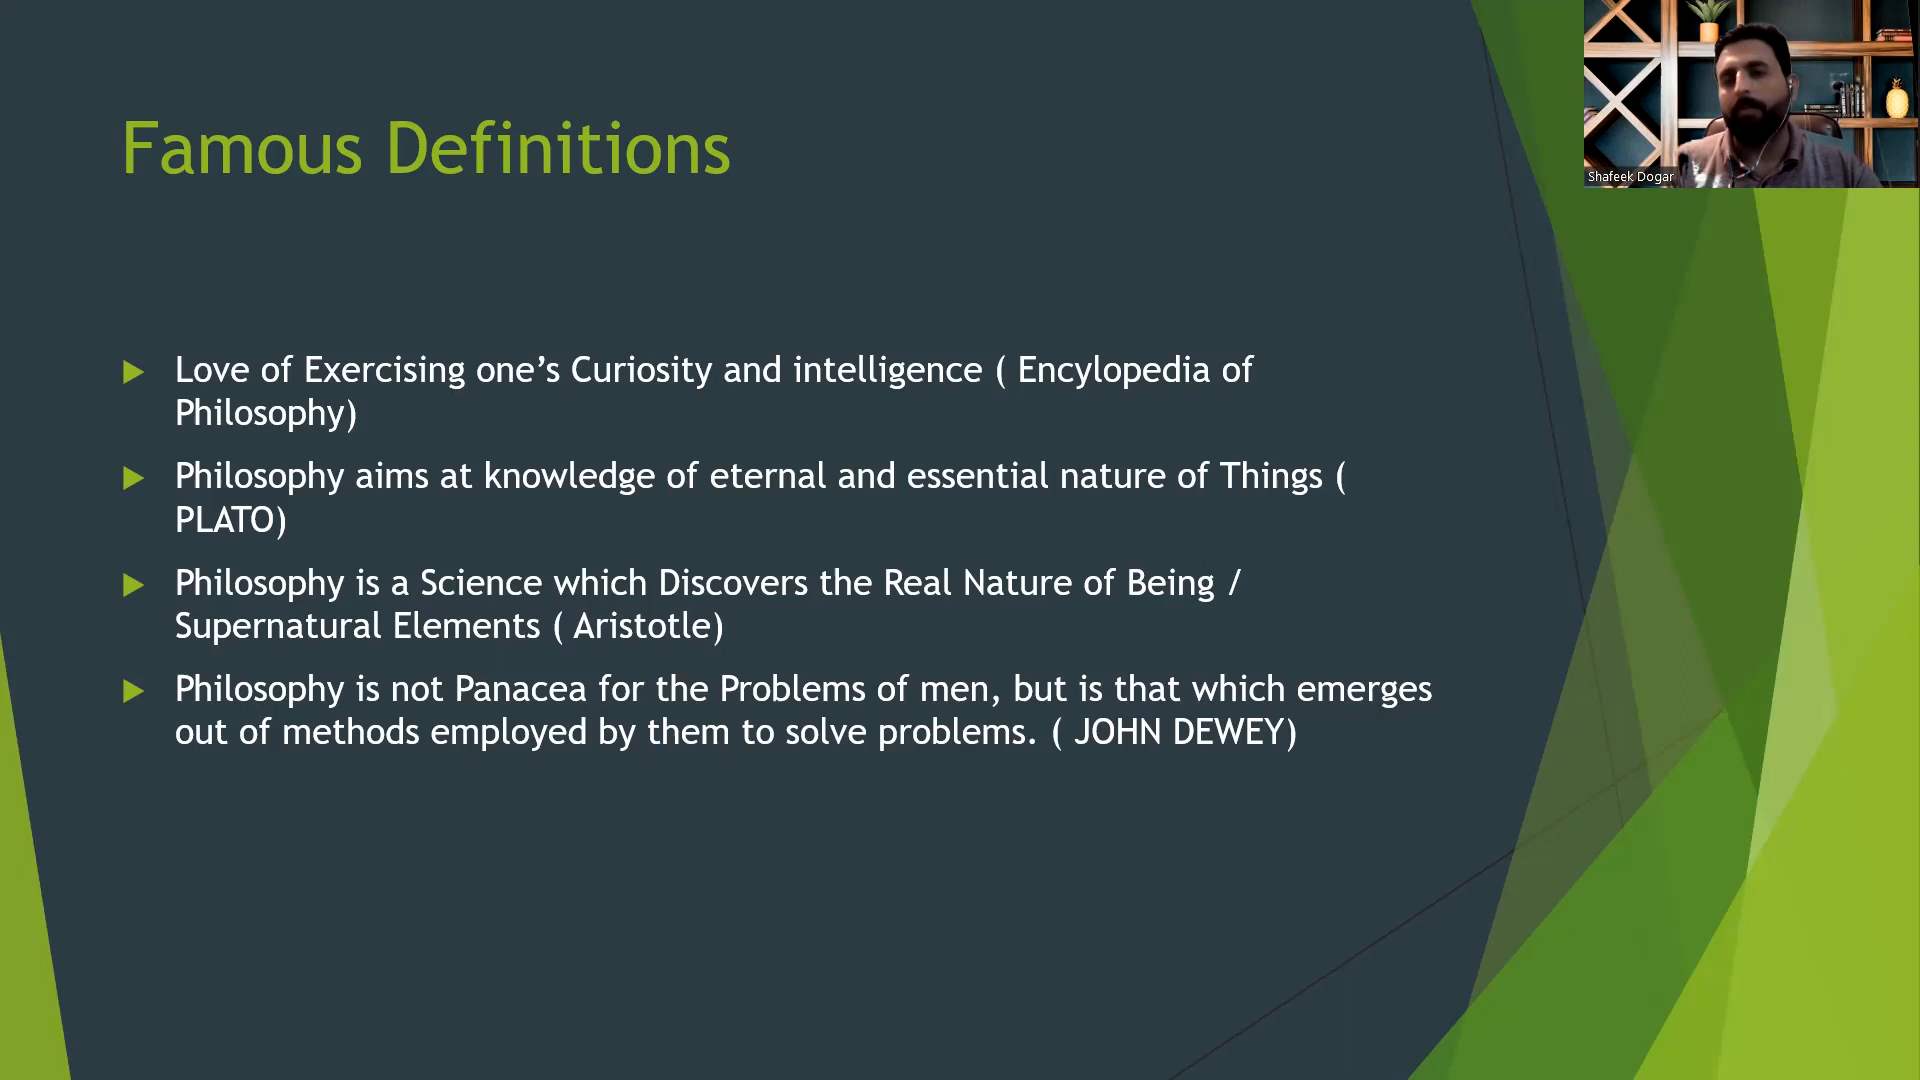 Shafeek Dogar
Famous Definitions
Love of Exercising one’s Curiosity and intelligence ( Encylopedia of
Philosophy)
Philosophy aims at knowledge of eternal and essential nature of Things (
PLATO)
Philosophy is a Science which Discovers the Real Nature of Being /
Supernatural Elements ( Aristotle)
Philosophy is not Panacea for the Problems of men, but is that which emerges
out of methods employed by them to solve problems. ( JOHN DEWEY)